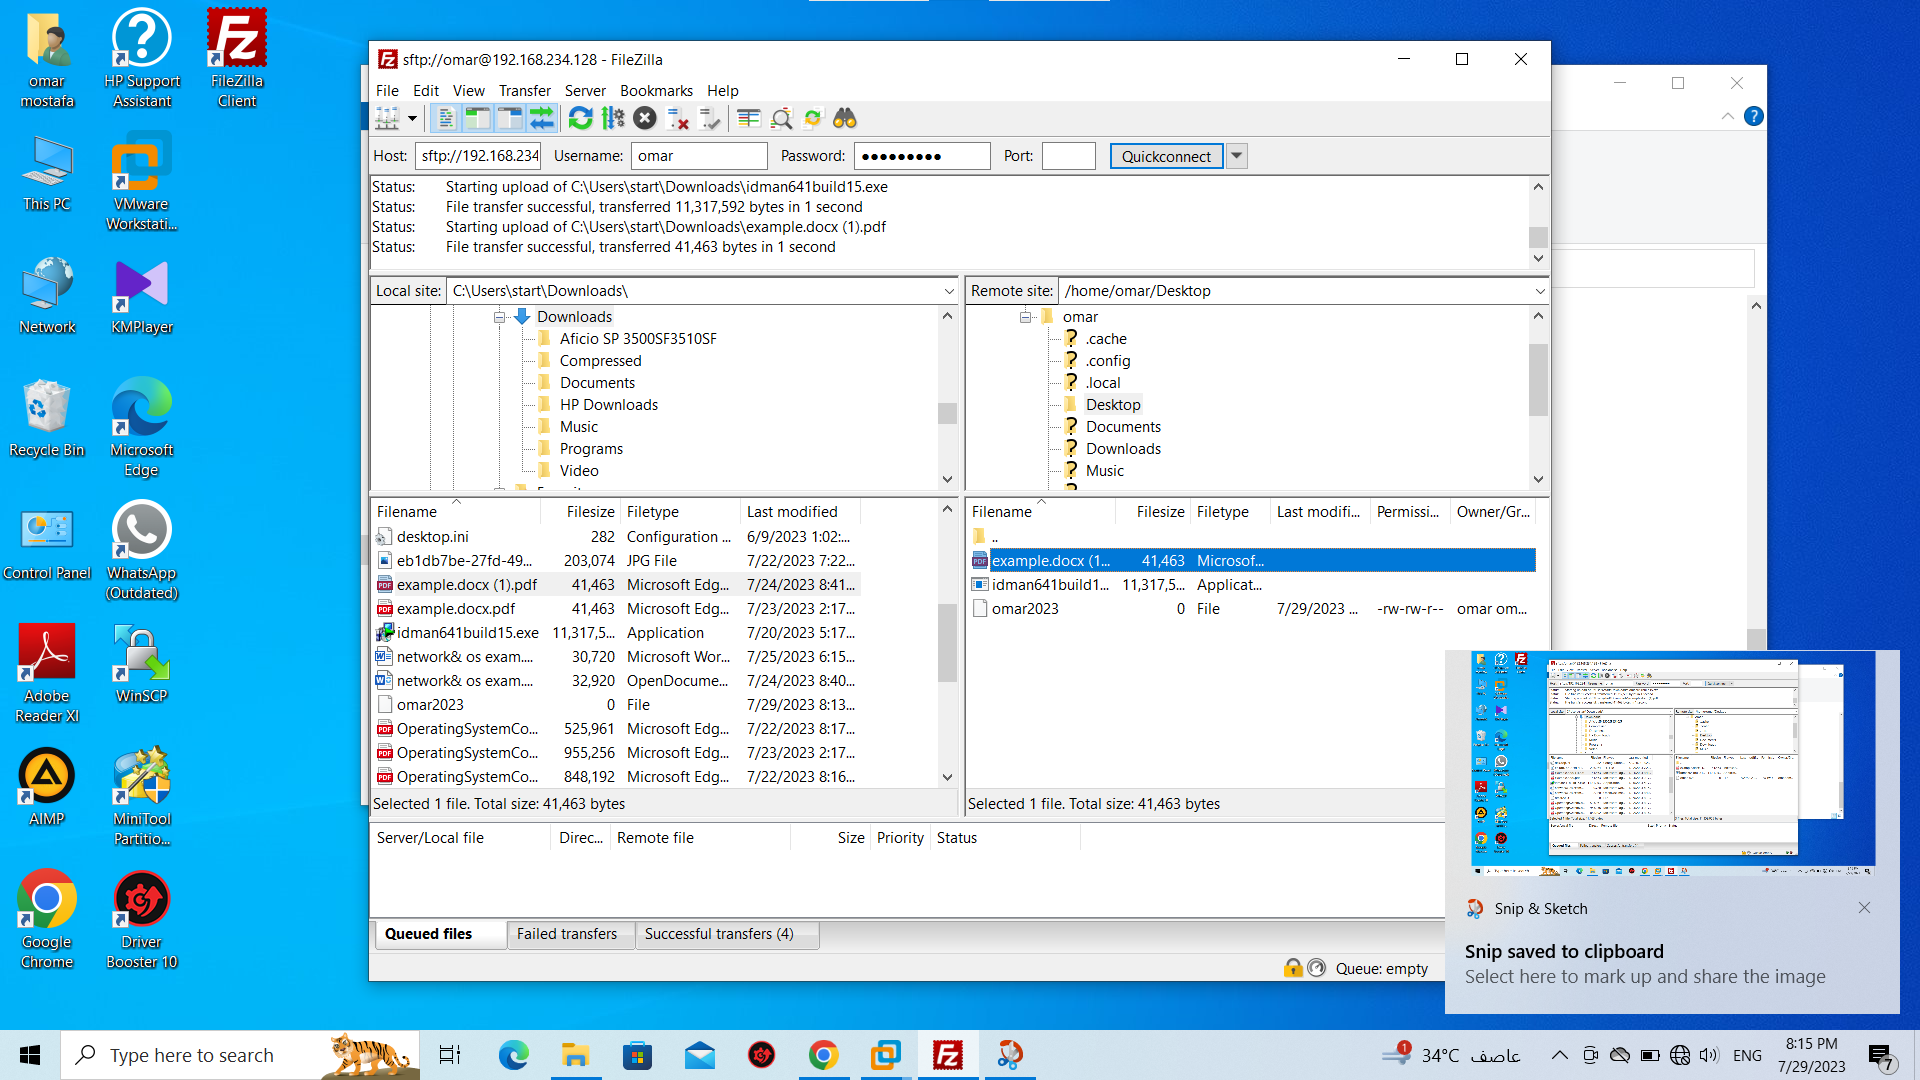 omar
mostafa
HP Support
Assistant
FileZilla
Client
This PC
VMware
Workstati...
Network
KMPlayer
Recycle Bin
Microsoft
Edge
Control Panel
WhatsApp
(Outdated)
Adobe
Reader XI
WinSCP
AIMP
MiniTool
Partitio...
Google
Chrome
Driver
Booster 10
sftp://omar@192.168.234.128 - FileZilla
File Edit View Transfer Server Bookmarks Help
Host: sftp://192.168.234 Username: omar Password: ●●●●●●●●● Port: Quickconnect
Status: Starting upload of C:\Users\start\Downloads\idman641build15.exe
Status: File transfer successful, transferred 11,317,592 bytes in 1 second
Status: Starting upload of C:\Users\start\Downloads\example.docx (1).pdf
Status: File transfer successful, transferred 41,463 bytes in 1 second
Local site: C:\Users\start\Downloads\
Downloads
Aficio SP 3500SF3510SF
Compressed
Documents
HP Downloads
Music
Programs
Video
Remote site: /home/omar/Desktop
omar
.cache
.config
.local
Desktop
Documents
Downloads
Music
Filename Filesize Filetype Last modified
desktop.ini 282 Configuration ... 6/9/2023 1:02:...
eb1db7be-27fd-49... 203,074 JPG File 7/22/2023 7:22...
example.docx (1).pdf 41,463 Microsoft Edg... 7/24/2023 8:41...
example.docx.pdf 41,463 Microsoft Edg... 7/23/2023 2:17...
idman641build15.exe 11,317,5... Application 7/20/2023 5:17...
network& os exam.... 30,720 Microsoft Wor... 7/25/2023 6:15...
network& os exam.... 32,920 OpenDocume... 7/24/2023 8:40...
omar2023 0 File 7/29/2023 8:13...
OperatingSystemCo... 525,961 Microsoft Edg... 7/22/2023 8:17...
OperatingSystemCo... 955,256 Microsoft Edg... 7/23/2023 2:17...
OperatingSystemCo... 848,192 Microsoft Edg... 7/22/2023 8:16...
Selected 1 file. Total size: 41,463 bytes
Filename Filesize Filetype Last modifi... Permissi... Owner/Gr...
..
example.docx (1... 41,463 Microsof...
idman641build1... 11,317,5... Applicat...
omar2023 0 File 7/29/2023 ... -rw-rw-r-- omar om...
Selected 1 file. Total size: 41,463 bytes
Server/Local file Direc... Remote file Size Priority Status
Queued files Failed transfers Successful transfers (4)
Queue: empty
Snip & Sketch
Snip saved to clipboard
Select here to mark up and share the image
Type here to search
1
34°C عاصف
ENG
8:15 PM
7/29/2023
7